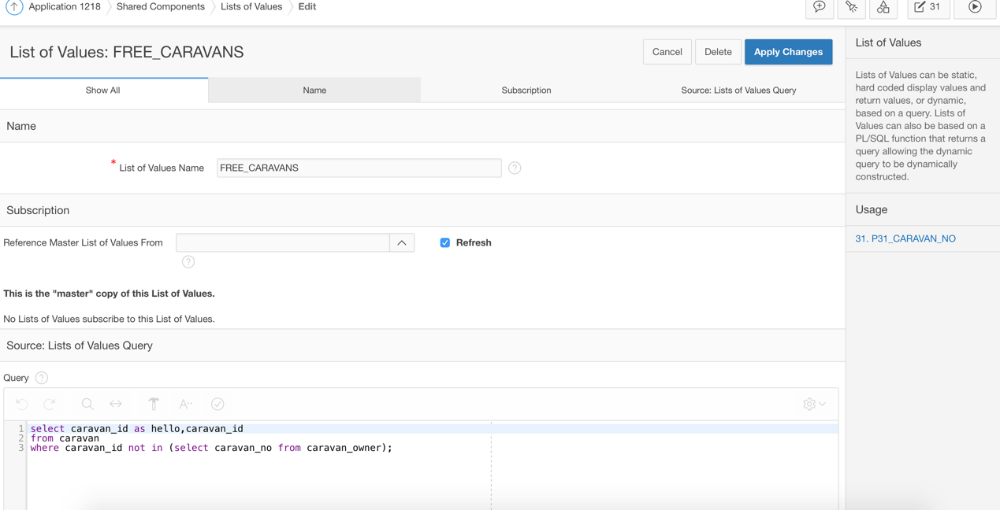 Application 1218 Shared Components Lists of Values Edit
31
List of Values: FREE_CARAVANS
Cancel Delete Apply Changes
Show All Name Subscription Source: Lists of Values Query
Name
* List of Values Name FREE_CARAVANS ?
Subscription
Reference Master List of Values From Refresh
?
This is the "master" copy of this List of Values.
No Lists of Values subscribe to this List of Values.
Source: Lists of Values Query
Query ?
A··
1 select caravan_id as hello,caravan_id
2 from caravan
3 where caravan_id not in (select caravan_no from caravan_owner);
List of Values
Lists of Values can be static,
hard coded display values and
return values, or dynamic,
based on a query. Lists of
Values can also be based on a
PL/SQL function that returns a
query allowing the dynamic
query to be dynamically
constructed.
Usage
31. P31_CARAVAN_NO